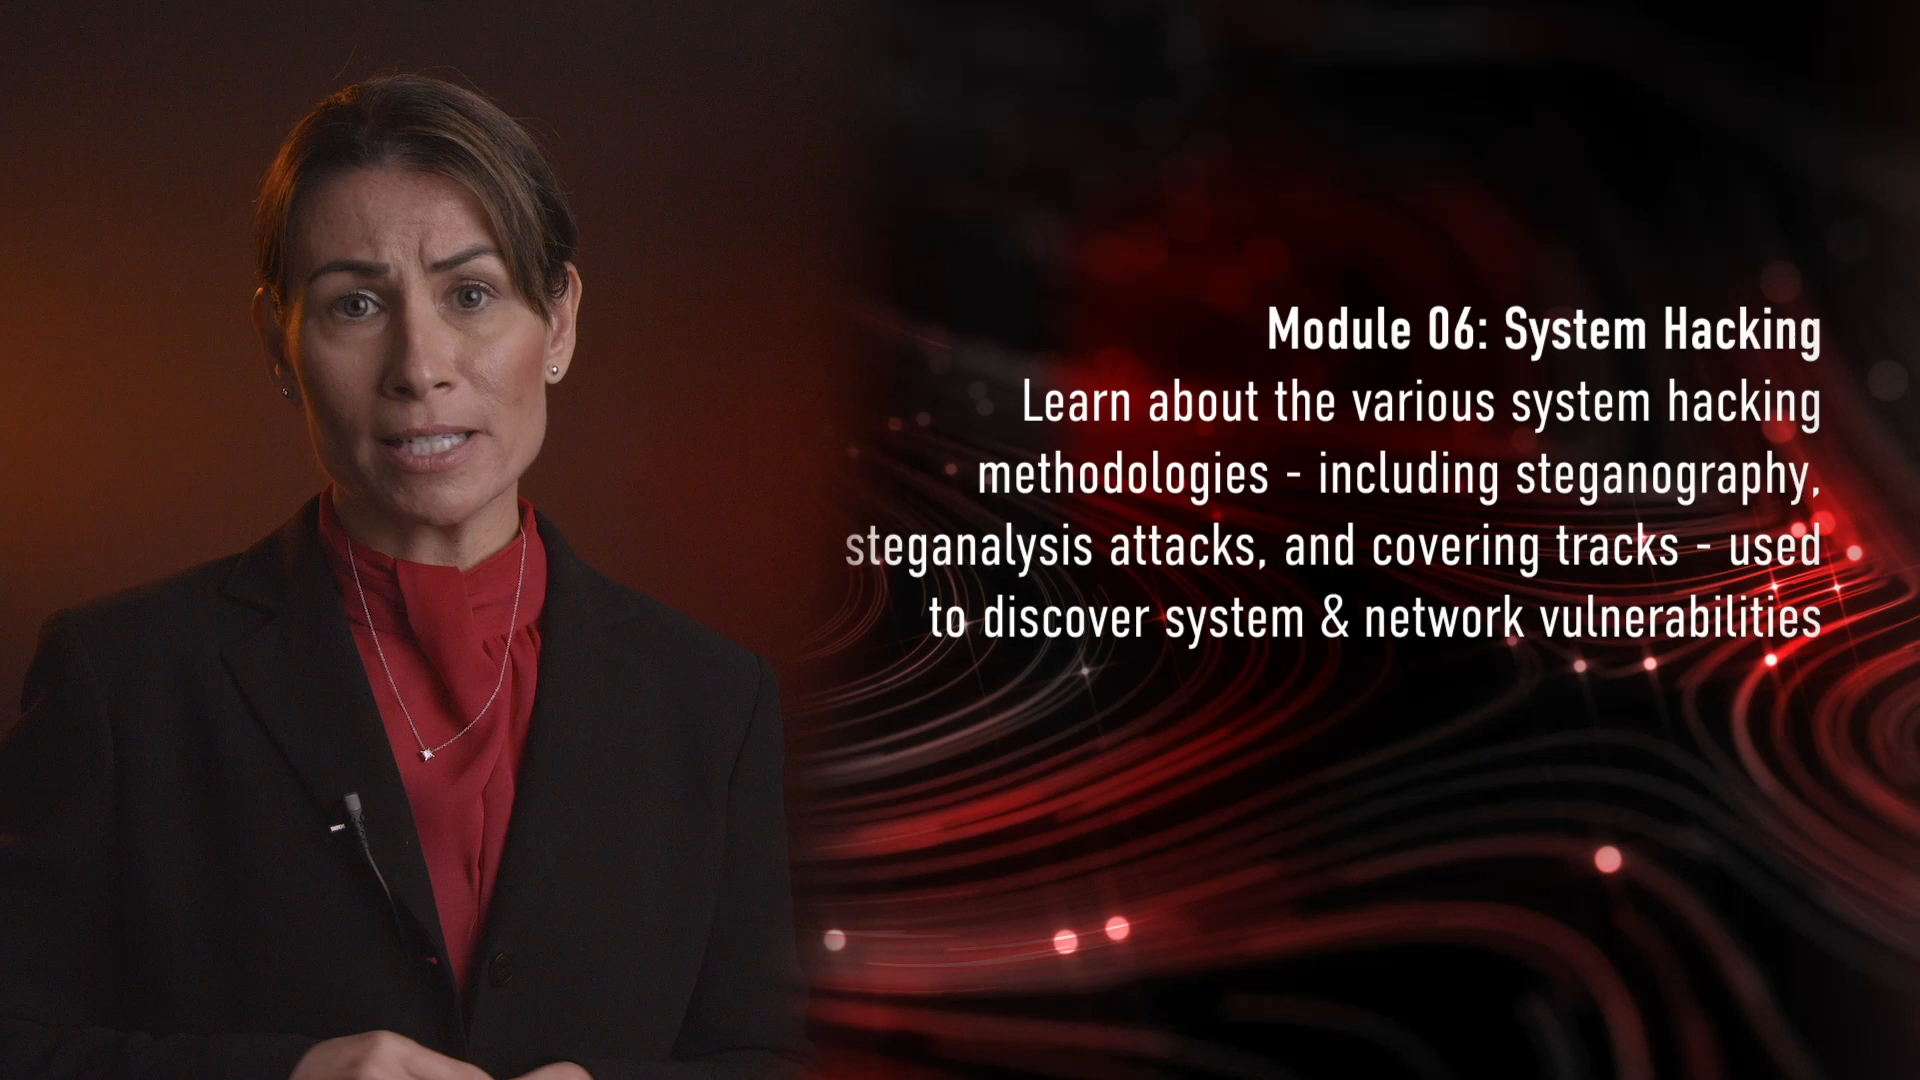 Module 06: System Hacking
Learn about the various system hacking
methodologies - including steganography,
steganalysis attacks, and covering tracks - used
to discover system & network vulnerabilities